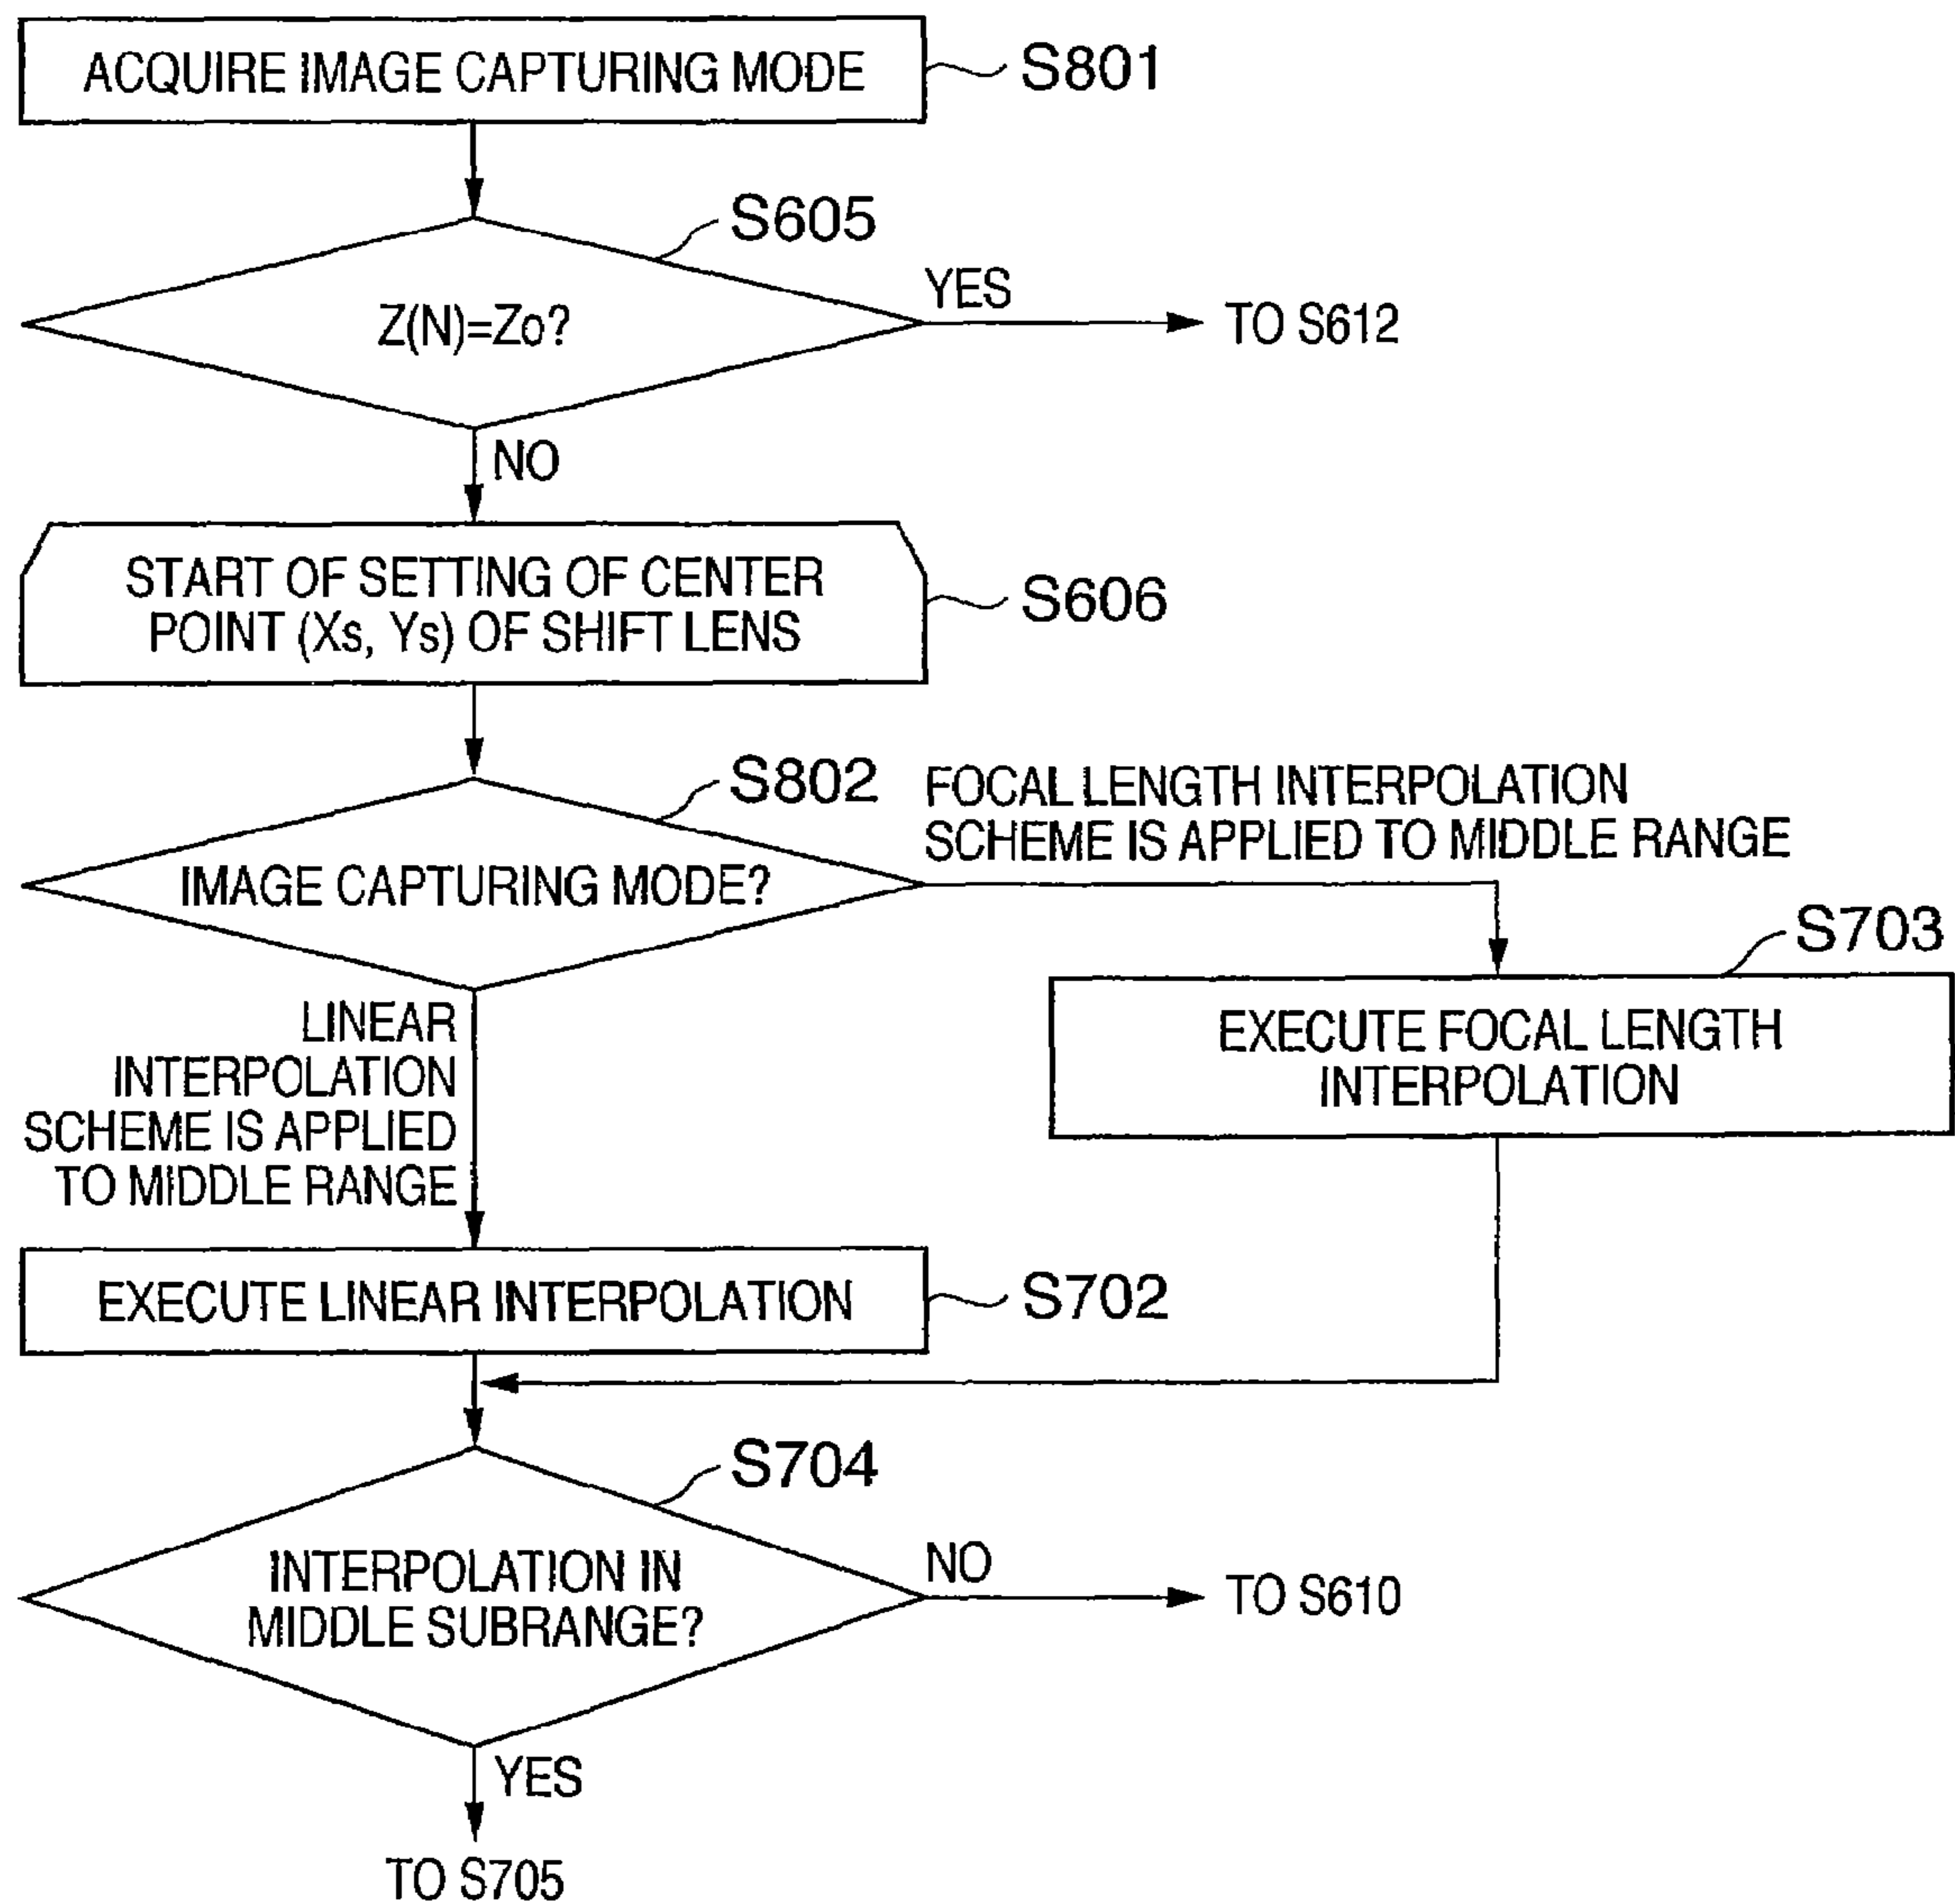 ACQUIRE IMAGE CAPTURING MODE
S801
S605
Z(N)=Zo?
YES
TO S612
NO
START OF SETTING OF CENTER
POINT (Xs, Ys) OF SHIFT LENS
S606
S802
FOCAL LENGTH INTERPOLATION
SCHEME IS APPLIED TO MIDDLE RANGE
IMAGE CAPTURING MODE?
S703
EXECUTE FOCAL LENGTH
INTERPOLATION
LINEAR
INTERPOLATION
SCHEME IS APPLIED
TO MIDDLE RANGE
EXECUTE LINEAR INTERPOLATION
S702
S704
INTERPOLATION IN
MIDDLE SUBRANGE?
NO
TO S610
YES
TO S705